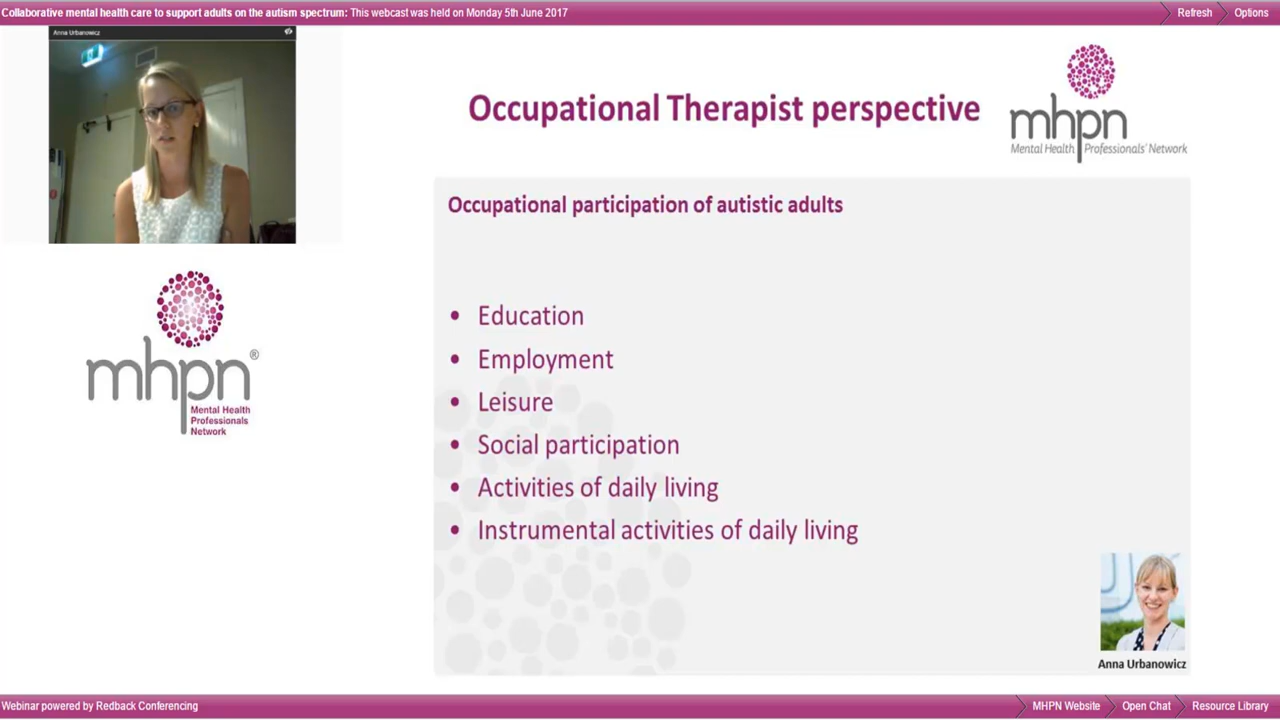 Collaborative mental health care to support adults on the autism spectrum: This webcast was held on Monday 5th June 2017
Refresh
Options
Anna Urbanowicz
Occupational Therapist perspective
mhpn
Mental Health Professionals' Network
Occupational participation of autistic adults
• Education
• Employment
• Leisure
• Social participation
• Activities of daily living
• Instrumental activities of daily living
mhpn®
Mental Health
Professionals
Network
Anna Urbanowicz
Webinar powered by Redback Conferencing
MHPN Website
Open Chat
Resource Library